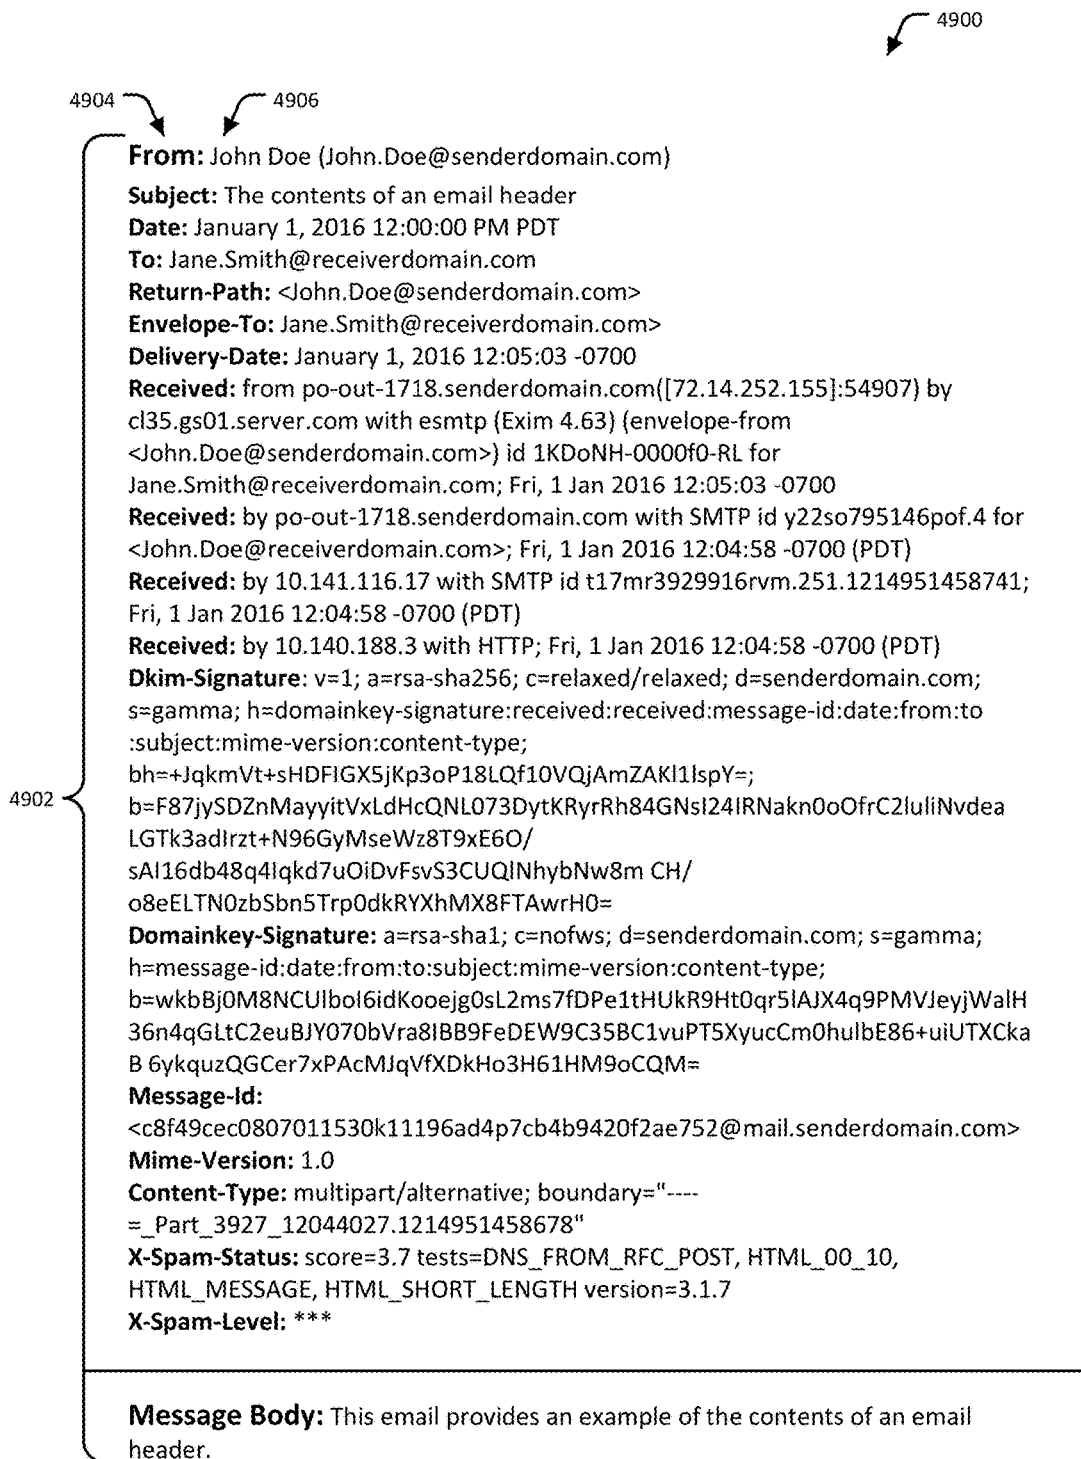 4900
4904
4906
From: John Doe (John.Doe@senderdomain.com)
Subject: The contents of an email header
Date: January 1, 2016 12:00:00 PM PDT
To: Jane.Smith@receiverdomain.com
Return-Path: <John.Doe@senderdomain.com>
Envelope-To: Jane.Smith@receiverdomain.com>
Delivery-Date: January 1, 2016 12:05:03 -0700
Received: from po-out-1718.senderdomain.com([72.14.252.155]:54907) by
cl35.gs01.server.com with esmtp (Exim 4.63) (envelope-from
<John.Doe@senderdomain.com>) id 1KDoNH-0000f0-RL for
Jane.Smith@receiverdomain.com; Fri, 1 Jan 2016 12:05:03 -0700
Received: by po-out-1718.senderdomain.com with SMTP id y22so795146pof.4 for
<John.Doe@receiverdomain.com>; Fri, 1 Jan 2016 12:04:58 -0700 (PDT)
Received: by 10.141.116.17 with SMTP id t17mr3929916rvm.251.1214951458741;
Fri, 1 Jan 2016 12:04:58 -0700 (PDT)
Received: by 10.140.188.3 with HTTP; Fri, 1 Jan 2016 12:04:58 -0700 (PDT)
Dkim-Signature: v=1; a=rsa-sha256; c=relaxed/relaxed; d=senderdomain.com;
s=gamma; h=domainkey-signature:received:received:message-id:date:from:to
:subject:mime-version:content-type;
bh=+JqkmVt+sHDFIGX5jKp3oP18LQf10VQjAmZAKl1lspY=;
b=F87jySDZnMayyitVxLdHcQNL073DytKRyrRh84GNsl24IRNakn0oOfrC2luliNvdea
LGTk3adIrzt+N96GyMseWz8T9xE6O/
sAI16db48q4Iqkd7uOiDvFsvS3CUQlNhybNw8m CH/
o8eELTN0zbSbn5Trp0dkRYXhMX8FTAwrH0=
4902
Domainkey-Signature: a=rsa-sha1; c=nofws; d=senderdomain.com; s=gamma;
h=message-id:date:from:to:subject:mime-version:content-type;
b=wkbBj0M8NCUlbol6idKooejg0sL2ms7fDPe1tHUkR9Ht0qr5lAJX4q9PMVJeyjWalH
36n4qGLtC2euBJY070bVra8IBB9FeDEW9C35BC1vuPT5XyucCm0hulbE86+uiUTXCka
B 6ykquzQGCer7xPAcMJqVfXDkHo3H61HM9oCQM=
Message-Id:
<c8f49cec0807011530k11196ad4p7cb4b9420f2ae752@mail.senderdomain.com>
Mime-Version: 1.0
Content-Type: multipart/alternative; boundary="----
=_Part_3927_12044027.1214951458678"
X-Spam-Status: score=3.7 tests=DNS_FROM_RFC_POST, HTML_00_10,
HTML_MESSAGE, HTML_SHORT_LENGTH version=3.1.7
X-Spam-Level: ***
Message Body: This email provides an example of the contents of an email
header.